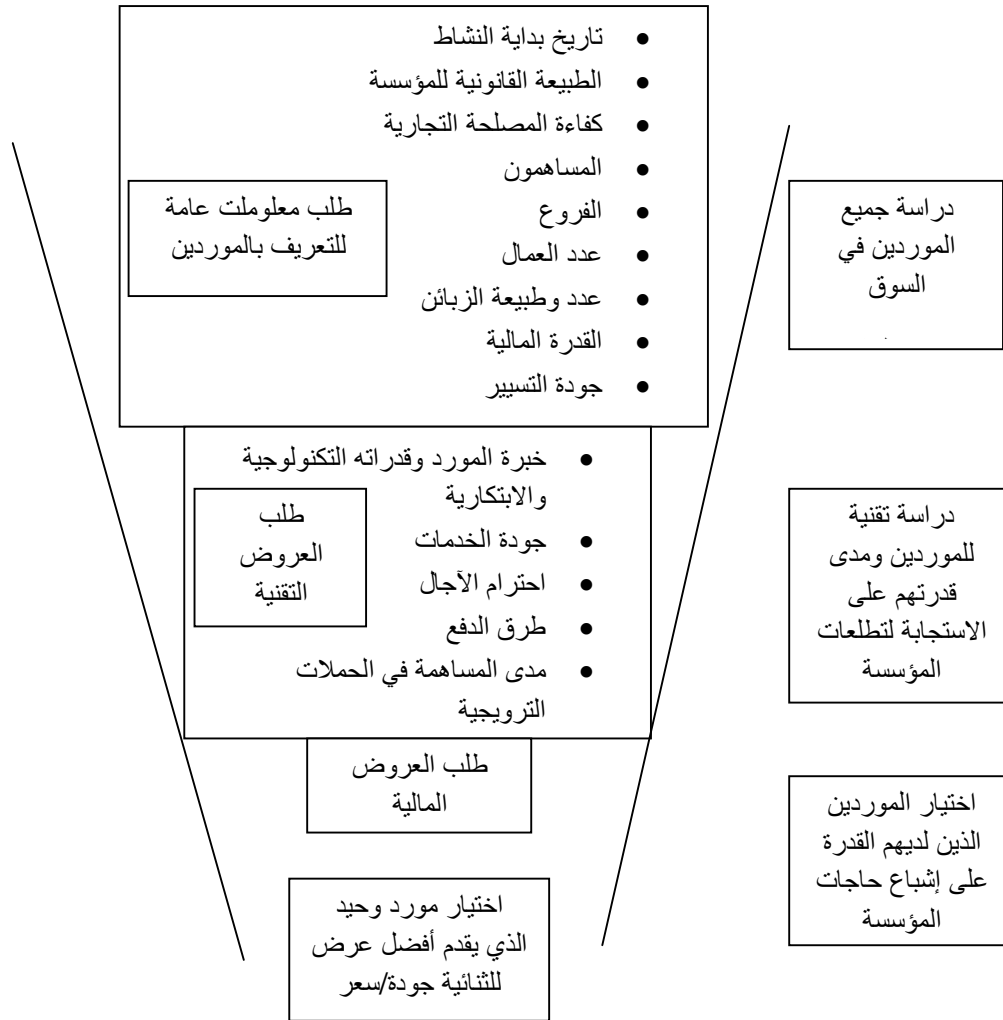 ● تاريخ بداية النشاط
● الطبيعة القانونية للمؤسسة
● كفاءة المصلحة التجارية
● المساهمون
● الفروع
● عدد العمال
● عدد وطبيعة الزبائن
● القدرة المالية
● جودة التسيير
طلب معلوملت عامة
للتعريف بالموردين
دراسة جميع
الموردين في
السوق
.
● خبرة المورد وقدراته التكنولوجية
والابتكارية
● جودة الخدمات
● احترام الآجال
● طرق الدفع
● مدى المساهمة في الحملات
الترويجية
طلب
العروض
التقنية
دراسة تقنية
للموردين ومدى
قدرتهم على
الاستجابة لتطلعات
المؤسسة
طلب العروض
المالية
اختيار الموردين
الذين لديهم القدرة
على إشباع حاجات
المؤسسة
اختيار مورد وحيد
الذي يقدم أفضل عرض
للثنائية جودة/سعر